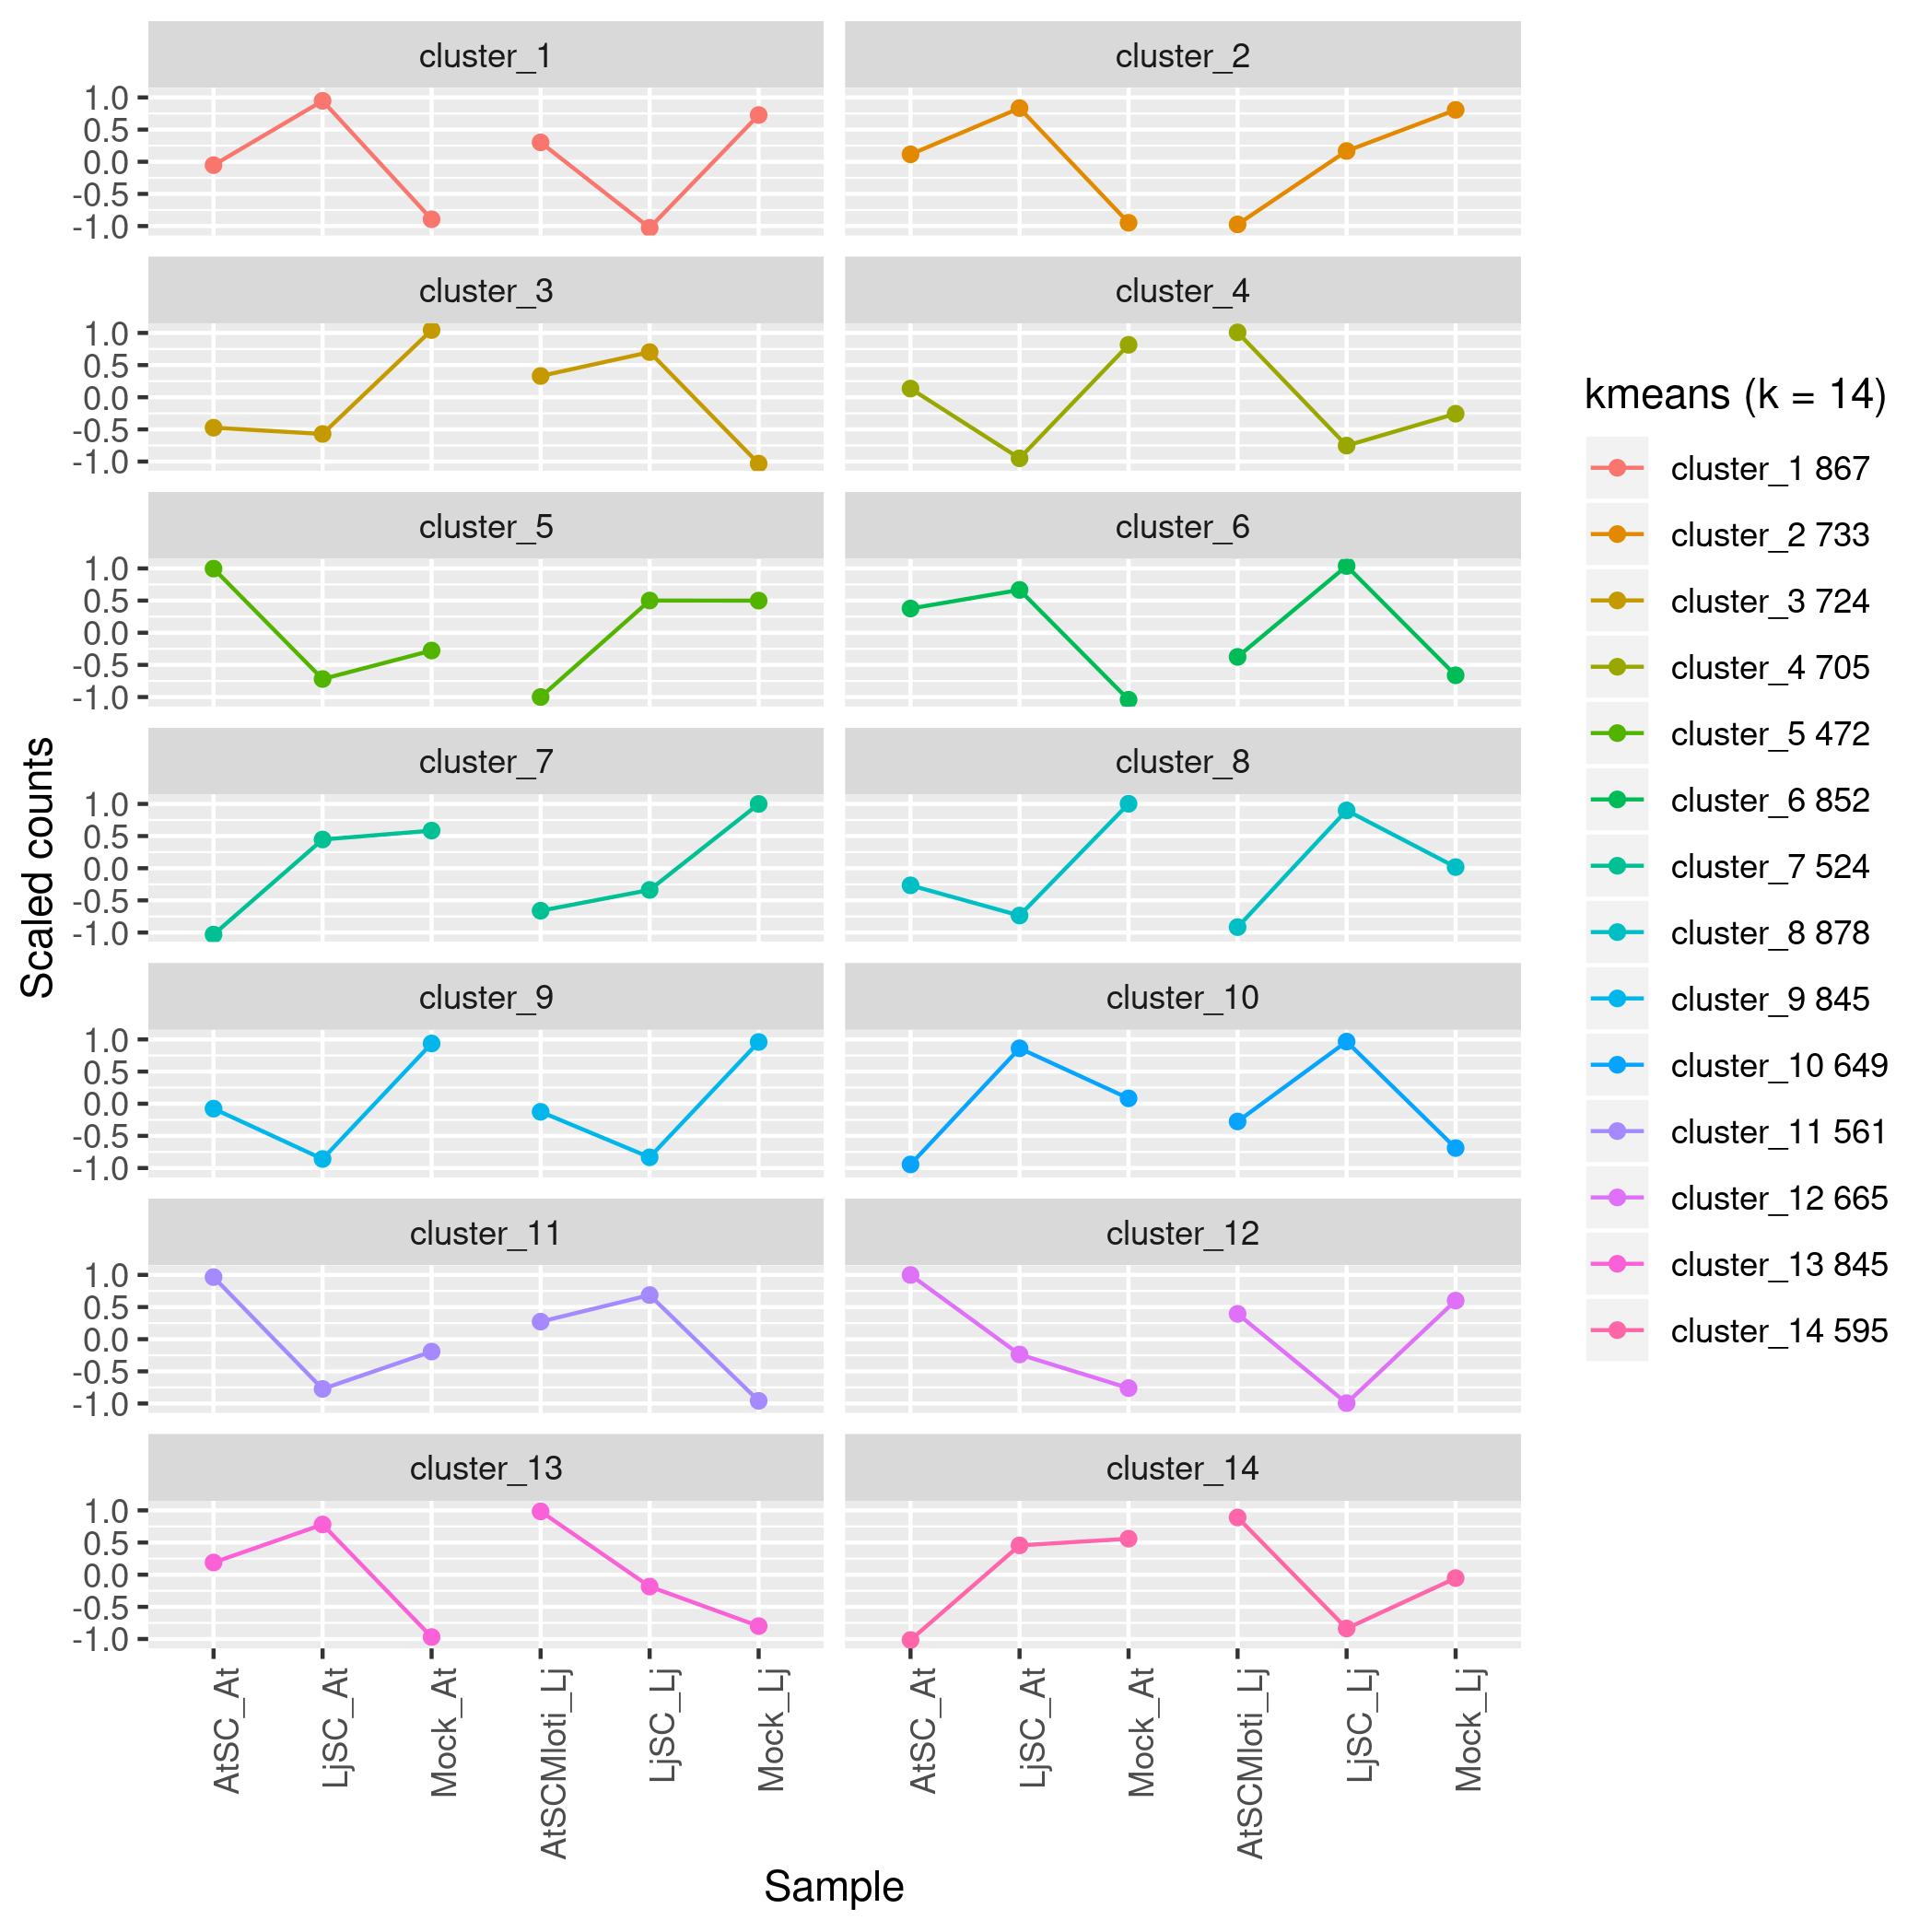 cluster_1
cluster_2
1.0
0.5
0.0
-0.5
-1.0
cluster_3
cluster_4
1.0
0.5
0.0
-0.5
-1.0
cluster_5
cluster_6
1.0
0.5
0.0
-0.5
-1.0
cluster_7
cluster_8
1.0
0.5
0.0
-0.5
-1.0
cluster_9
cluster_10
1.0
0.5
0.0
-0.5
-1.0
cluster_11
cluster_12
1.0
0.5
0.0
-0.5
-1.0
cluster_13
cluster_14
1.0
0.5
0.0
-0.5
-1.0
AtSC_At
LjSC_At
Mock_At
AtSCMloti_Lj
LjSC_Lj
Mock_Lj
AtSC_At
LjSC_At
Mock_At
AtSCMloti_Lj
LjSC_Lj
Mock_Lj
Sample
Scaled counts
kmeans (k = 14)
cluster_1 867
cluster_2 733
cluster_3 724
cluster_4 705
cluster_5 472
cluster_6 852
cluster_7 524
cluster_8 878
cluster_9 845
cluster_10 649
cluster_11 561
cluster_12 665
cluster_13 845
cluster_14 595